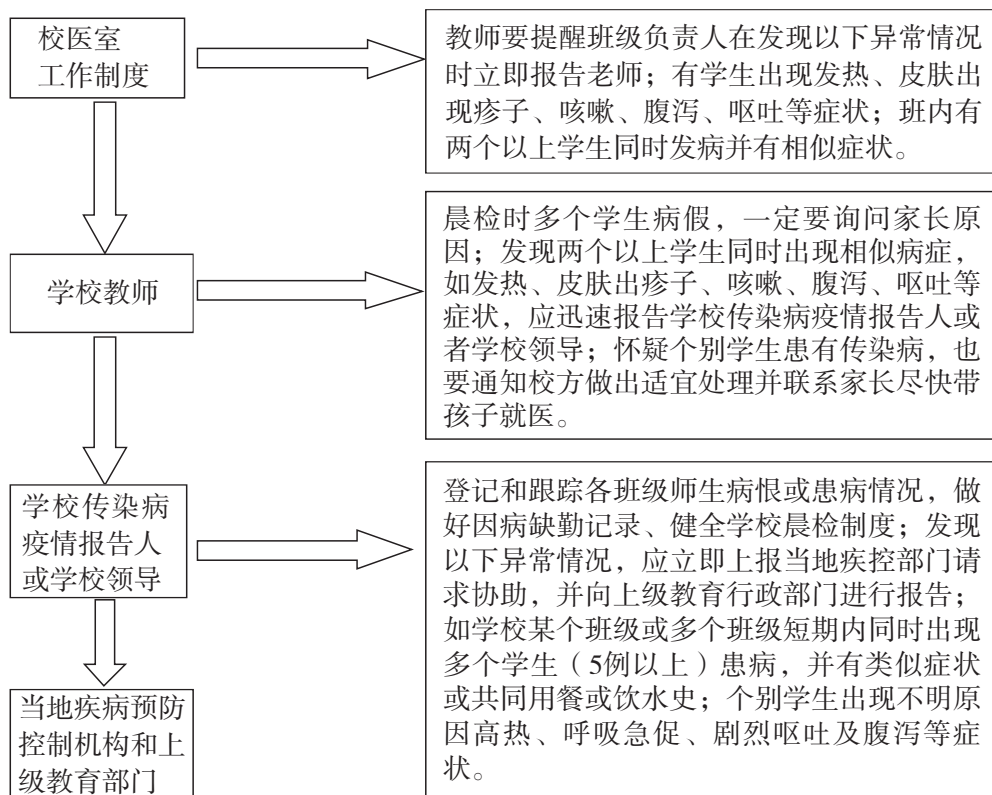 校医室
工作制度
教师要提醒班级负责人在发现以下异常情况
时立即报告老师；有学生出现发热、皮肤出
现疹子、咳嗽、腹泻、呕吐等症状；班内有
两个以上学生同时发病并有相似症状。
学校教师
晨检时多个学生病假，一定要询问家长原
因；发现两个以上学生同时出现相似病症，
如发热、皮肤出疹子、咳嗽、腹泻、呕吐等
症状，应迅速报告学校传染病疫情报告人或
者学校领导；怀疑个别学生患有传染病，也
要通知校方做出适宜处理并联系家长尽快带
孩子就医。
学校传染病
疫情报告人
或学校领导
登记和跟踪各班级师生病恨或患病情况，做
好因病缺勤记录、健全学校晨检制度；发现
以下异常情况，应立即上报当地疾控部门请
求协助，并向上级教育行政部门进行报告；
如学校某个班级或多个班级短期内同时出现
多个学生（5例以上）患病，并有类似症状
或共同用餐或饮水史；个别学生出现不明原
因高热、呼吸急促、剧烈呕吐及腹泻等症
状。
当地疾病预防
控制机构和上
级教育部门